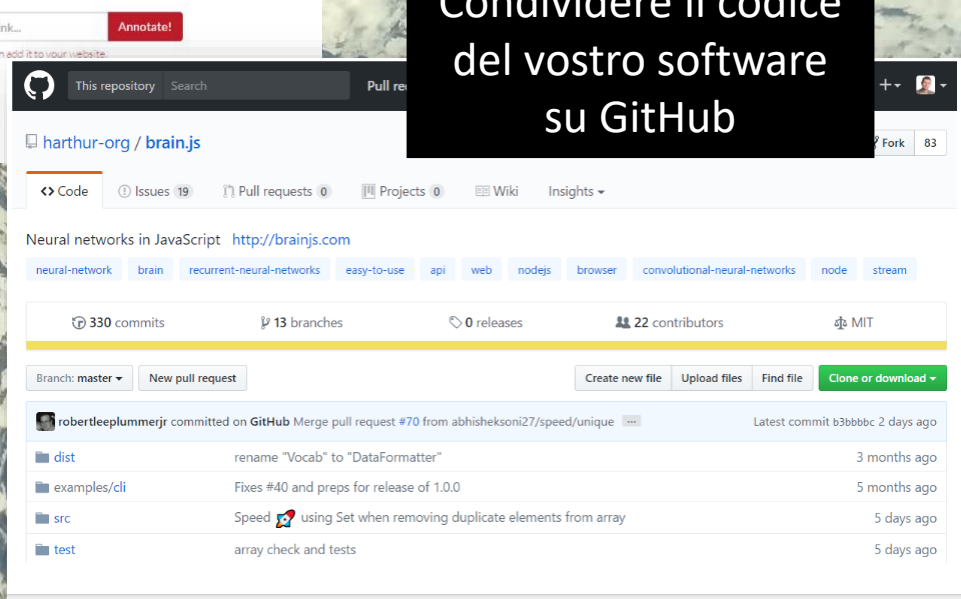 Condividere il codice
del vostro software
su GitHub
Annotate!
add it to your website.
This repository Search Pull
harthur-org / brain.js
Fork 83
Code Issues 19 Pull requests 0 Projects 0 Wiki Insights
Neural networks in JavaScript http://brainjs.com
neural-network brain recurrent-neural-networks easy-to-use api web nodejs browser convolutional-neural-networks node stream
330 commits 13 branches 0 releases 22 contributors MIT
Branch: master New pull request Create new file Upload files Find file Clone or download
robertleeplummerjr committed on GitHub Merge pull request #70 from abhisheksoni27/speed/unique ... Latest commit b3bbbbc 2 days ago
dist rename "Vocab" to "DataFormatter" 3 months ago
examples/cli Fixes #40 and preps for release of 1.0.0 5 months ago
src Speed 🚀 using Set when removing duplicate elements from array 5 days ago
test array check and tests 5 days ago